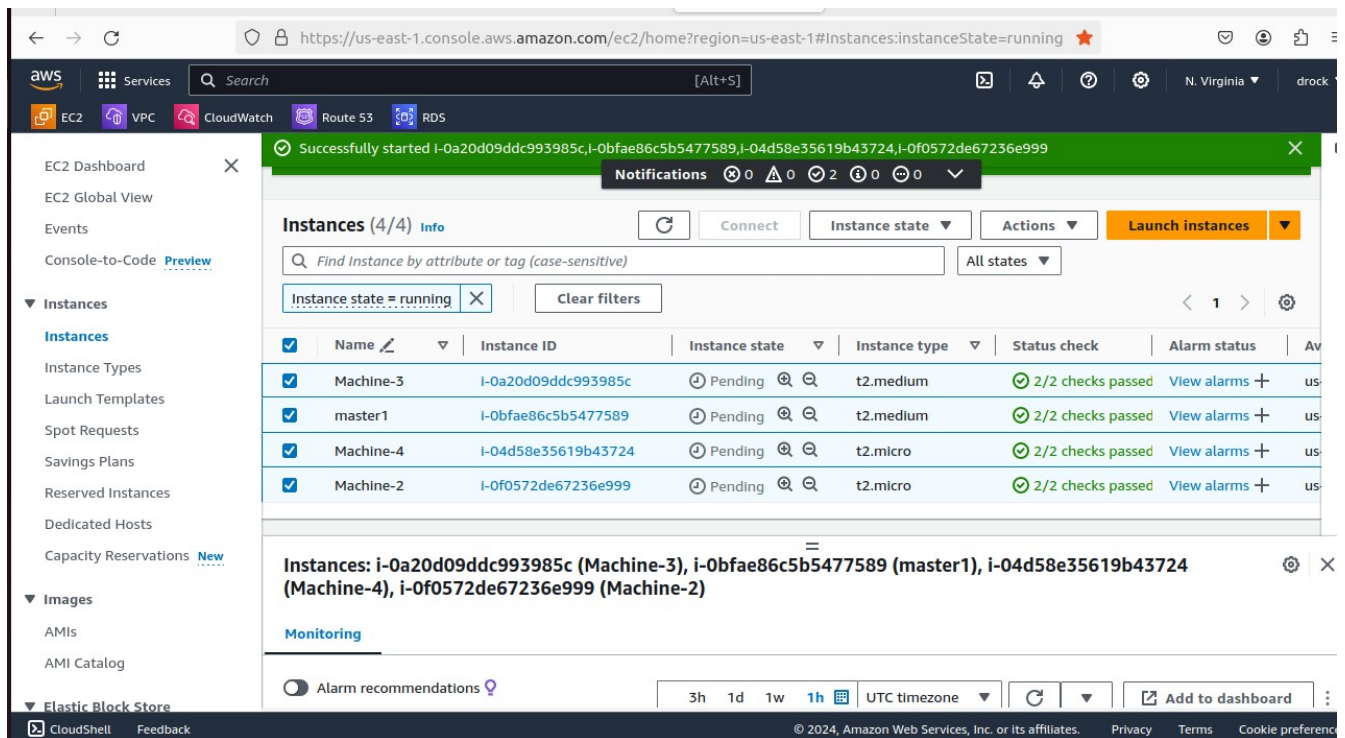 https://us-east-1.console.aws.amazon.com/ec2/home?region=us-east-1#Instances:instanceState=running
aws Services Search [Alt+S] N. Virginia drock
EC2 VPC CloudWatch Route 53 RDS
Successfully started i-0a20d09ddc993985c,i-0bfae86c5b5477589,i-04d58e35619b43724,i-0f0572de67236e999
Notifications 0 0 2 0 0
EC2 Dashboard
EC2 Global View
Events
Console-to-Code Preview
Instances
Instances
Instance Types
Launch Templates
Spot Requests
Savings Plans
Reserved Instances
Dedicated Hosts
Capacity Reservations New
Images
AMIs
AMI Catalog
Elastic Block Store
Instances (4/4) Info Connect Instance state Actions Launch instances
Find Instance by attribute or tag (case-sensitive) All states
Instance state = running Clear filters 1
Name Instance ID Instance state Instance type Status check Alarm status Av
Machine-3 i-0a20d09ddc993985c Pending t2.medium 2/2 checks passed View alarms + us-
master1 i-0bfae86c5b5477589 Pending t2.medium 2/2 checks passed View alarms + us-
Machine-4 i-04d58e35619b43724 Pending t2.micro 2/2 checks passed View alarms + us-
Machine-2 i-0f0572de67236e999 Pending t2.micro 2/2 checks passed View alarms + us-
Instances: i-0a20d09ddc993985c (Machine-3), i-0bfae86c5b5477589 (master1), i-04d58e35619b43724
(Machine-4), i-0f0572de67236e999 (Machine-2)
Monitoring
Alarm recommendations 3h 1d 1w 1h UTC timezone Add to dashboard
CloudShell Feedback © 2024, Amazon Web Services, Inc. or its affiliates. Privacy Terms Cookie preference